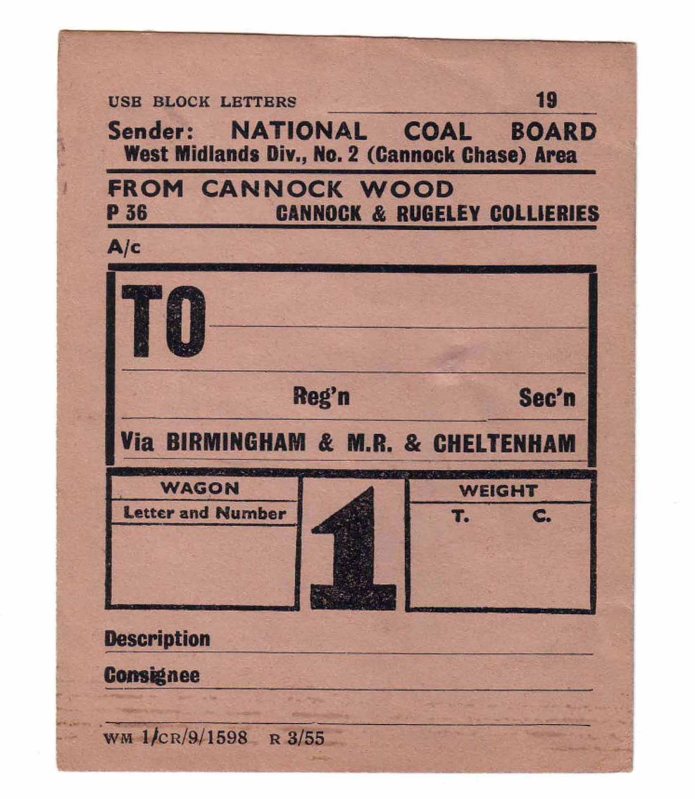 USE BLOCK LETTERS 19
Sender: NATIONAL COAL BOARD
West Midlands Div., No. 2 (Cannock Chase) Area
FROM CANNOCK WOOD
P 36 CANNOCK & RUGELEY COLLIERIES
A/c
TO
Reg'n Sec'n
Via BIRMINGHAM & M.R. & CHELTENHAM
WAGON 1 WEIGHT
Letter and Number T. C.
Description
Consignee
WM 1/CR/9/1598 R 3/55